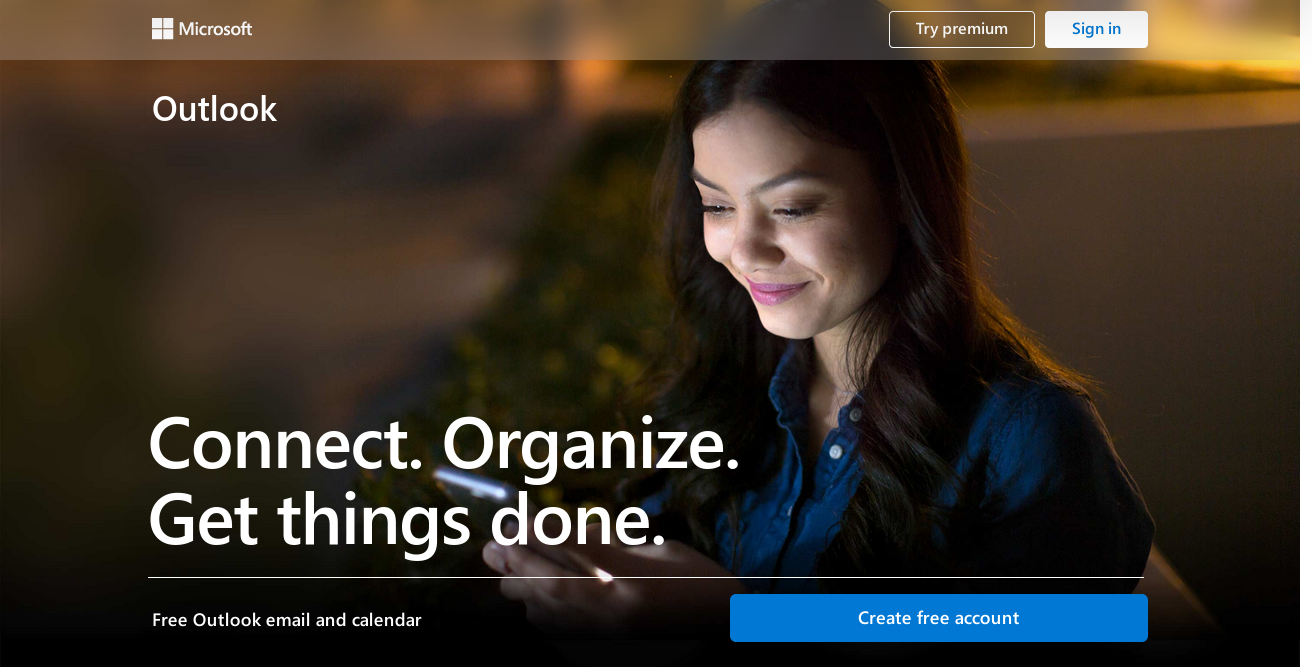 Microsoft
Try premium
Sign in
Outlook
Connect. Organize.
Get things done.
Free Outlook email and calendar
Create free account